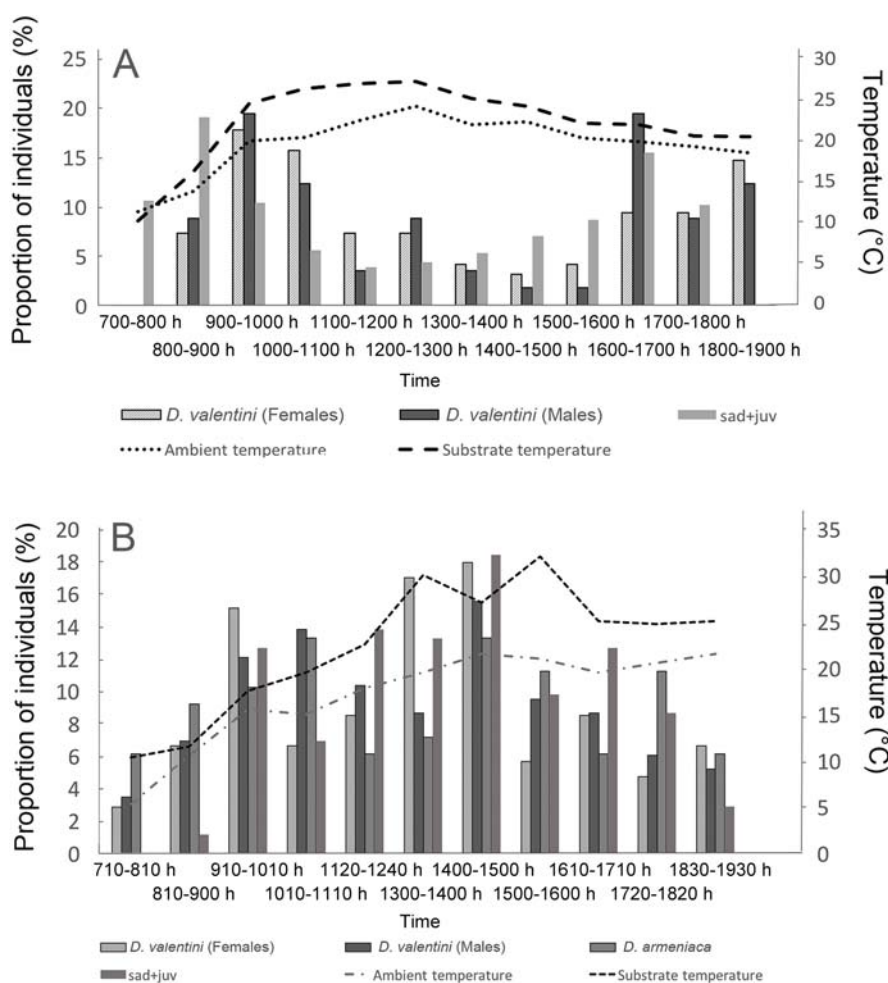 A
Proportion of individuals (%)
25
20
15
10
5
0
30
25
20
15
10
5
0
Temperature (°C)
700-800 h 900-1000 h 1100-1200 h 1300-1400 h 1500-1600 h 1700-1800 h
800-900 h 1000-1100 h 1200-1300 h 1400-1500 h 1600-1700 h 1800-1900 h
Time
D. valentini (Females) D. valentini (Males) sad+juv
Ambient temperature Substrate temperature
B
Proportion of individuals (%)
20
18
16
14
12
10
8
6
4
2
0
35
30
25
20
15
10
5
0
Temperature (°C)
710-810 h 910-1010 h 1120-1240 h 1400-1500 h 1610-1710 h 1830-1930 h
810-900 h 1010-1110 h 1300-1400 h 1500-1600 h 1720-1820 h
Time
D. valentini (Females) D. valentini (Males) D. armeniaca
sad+juv Ambient temperature Substrate temperature